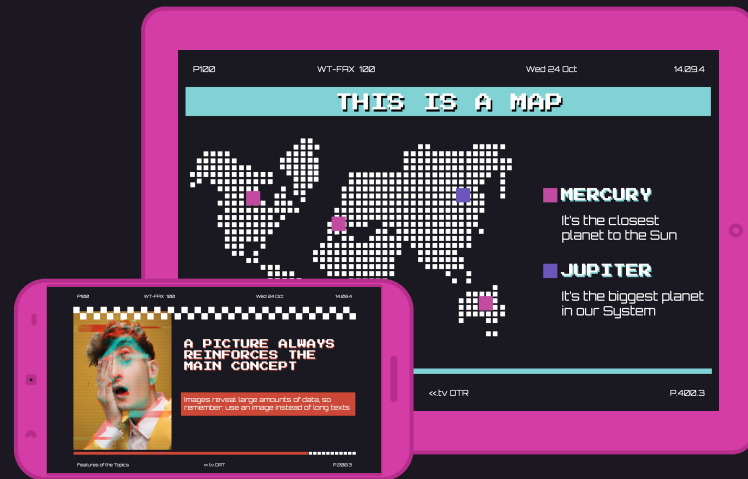 P100 WT-FAX 100 Wed 24 Oct 14.09.4
THIS IS A MAP
MERCURY
It's the closest
planet to the Sun
JUPITER
It's the biggest planet
in our System
<<.tv OTR P.400.3
P100 WT-FAX 100 Wed 24 Oct 14.09.4
A PICTURE ALWAYS
REINFORCES THE
MAIN CONCEPT
Images reveal large amounts of data, so
remember: use an image instead of long texts
Features of the Topics <<.tv ORT P.200.3